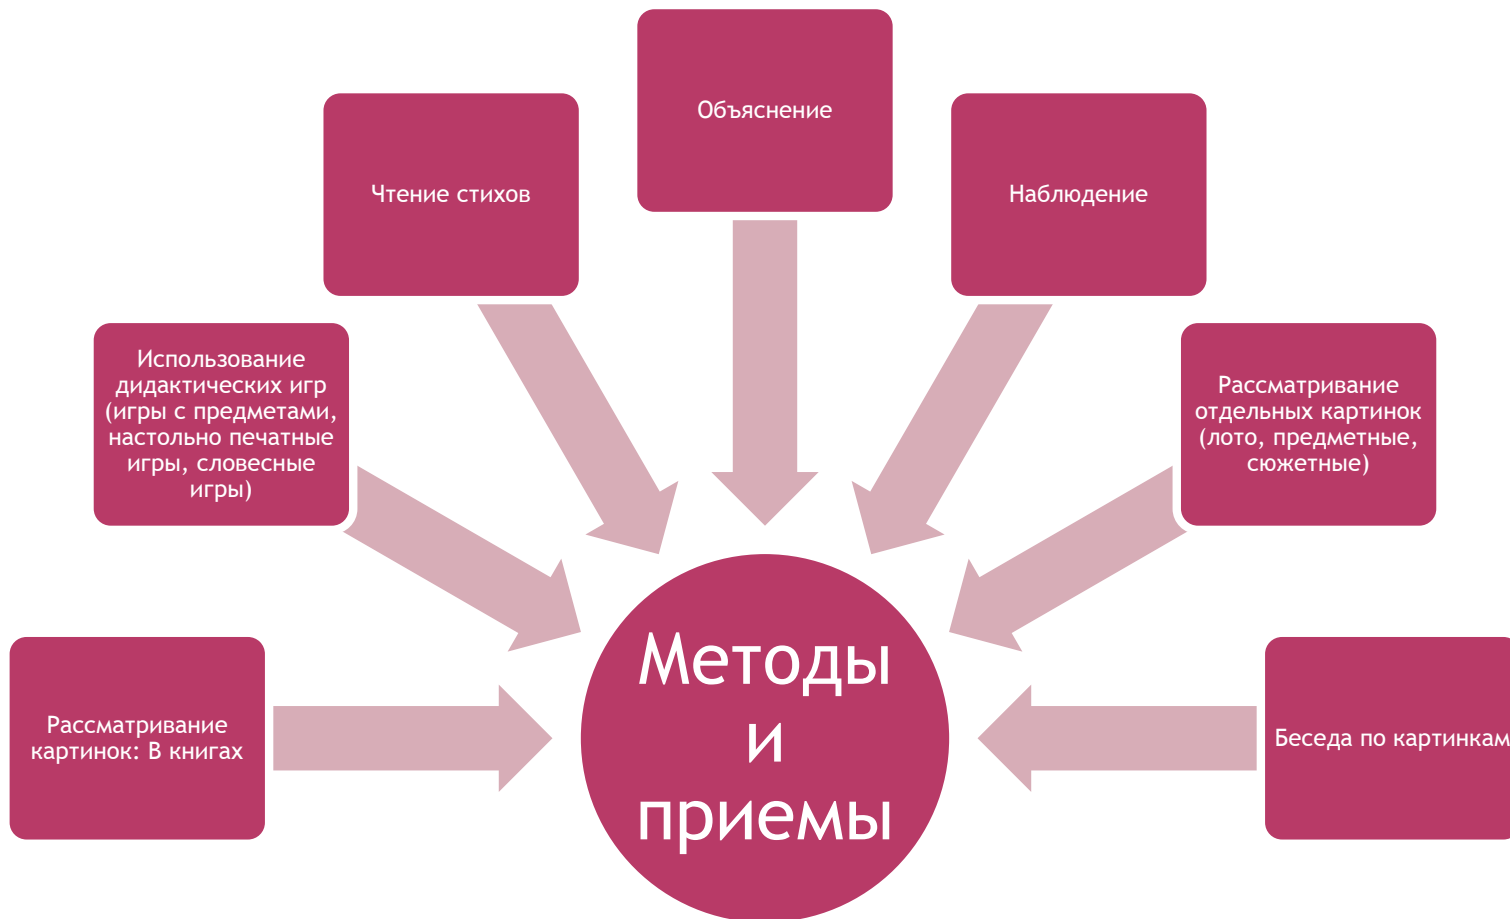 Объяснение
Чтение стихов
Наблюдение
Использование
дидактических игр
(игры с предметами,
настольно печатные
игры, словесные
игры)
Рассматривание
отдельных картинок
(лото, предметные,
сюжетные)
Рассматривание
картинок: В книгах
Методы
и
приемы
Беседа по картинкам